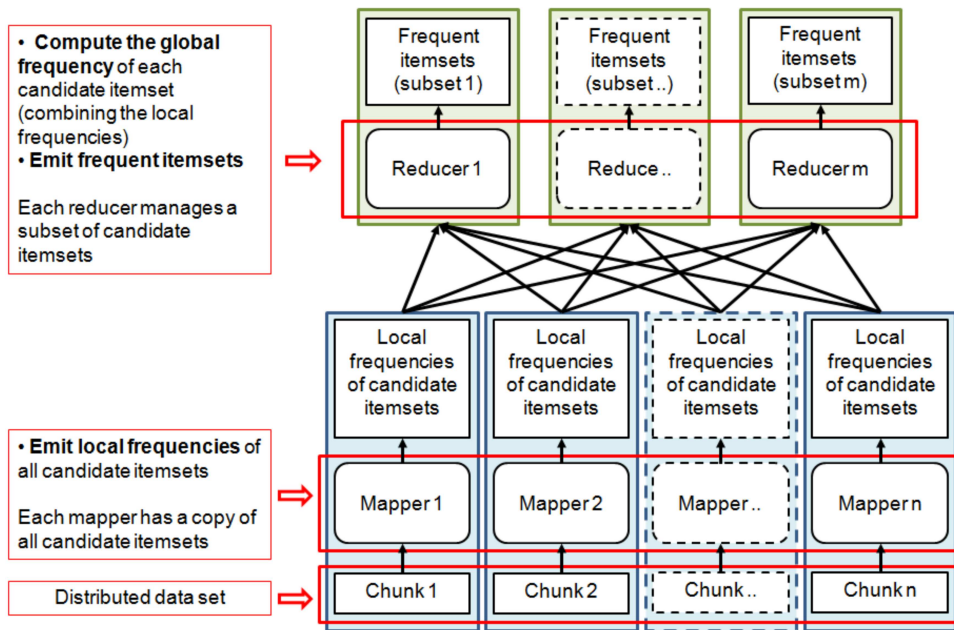 • Compute the global
frequency of each
candidate itemset
(combining the local
frequencies)
• Emit frequent itemsets
Each reducer manages a
subset of candidate
itemsets
Frequent
itemsets
(subset 1)
Frequent
itemsets
(subset ..)
Frequent
itemsets
(subset m)
Reducer 1
Reduce ..
Reducer m
Local
frequencies
of candidate
itemsets
Local
frequencies
of candidate
itemsets
Local
frequencies
of candidate
itemsets
Local
frequencies
of candidate
itemsets
• Emit local frequencies of
all candidate itemsets
Each mapper has a copy of
all candidate itemsets
Mapper 1
Mapper 2
Mapper ..
Mapper n
Distributed data set
Chunk 1
Chunk 2
Chunk ..
Chunk n